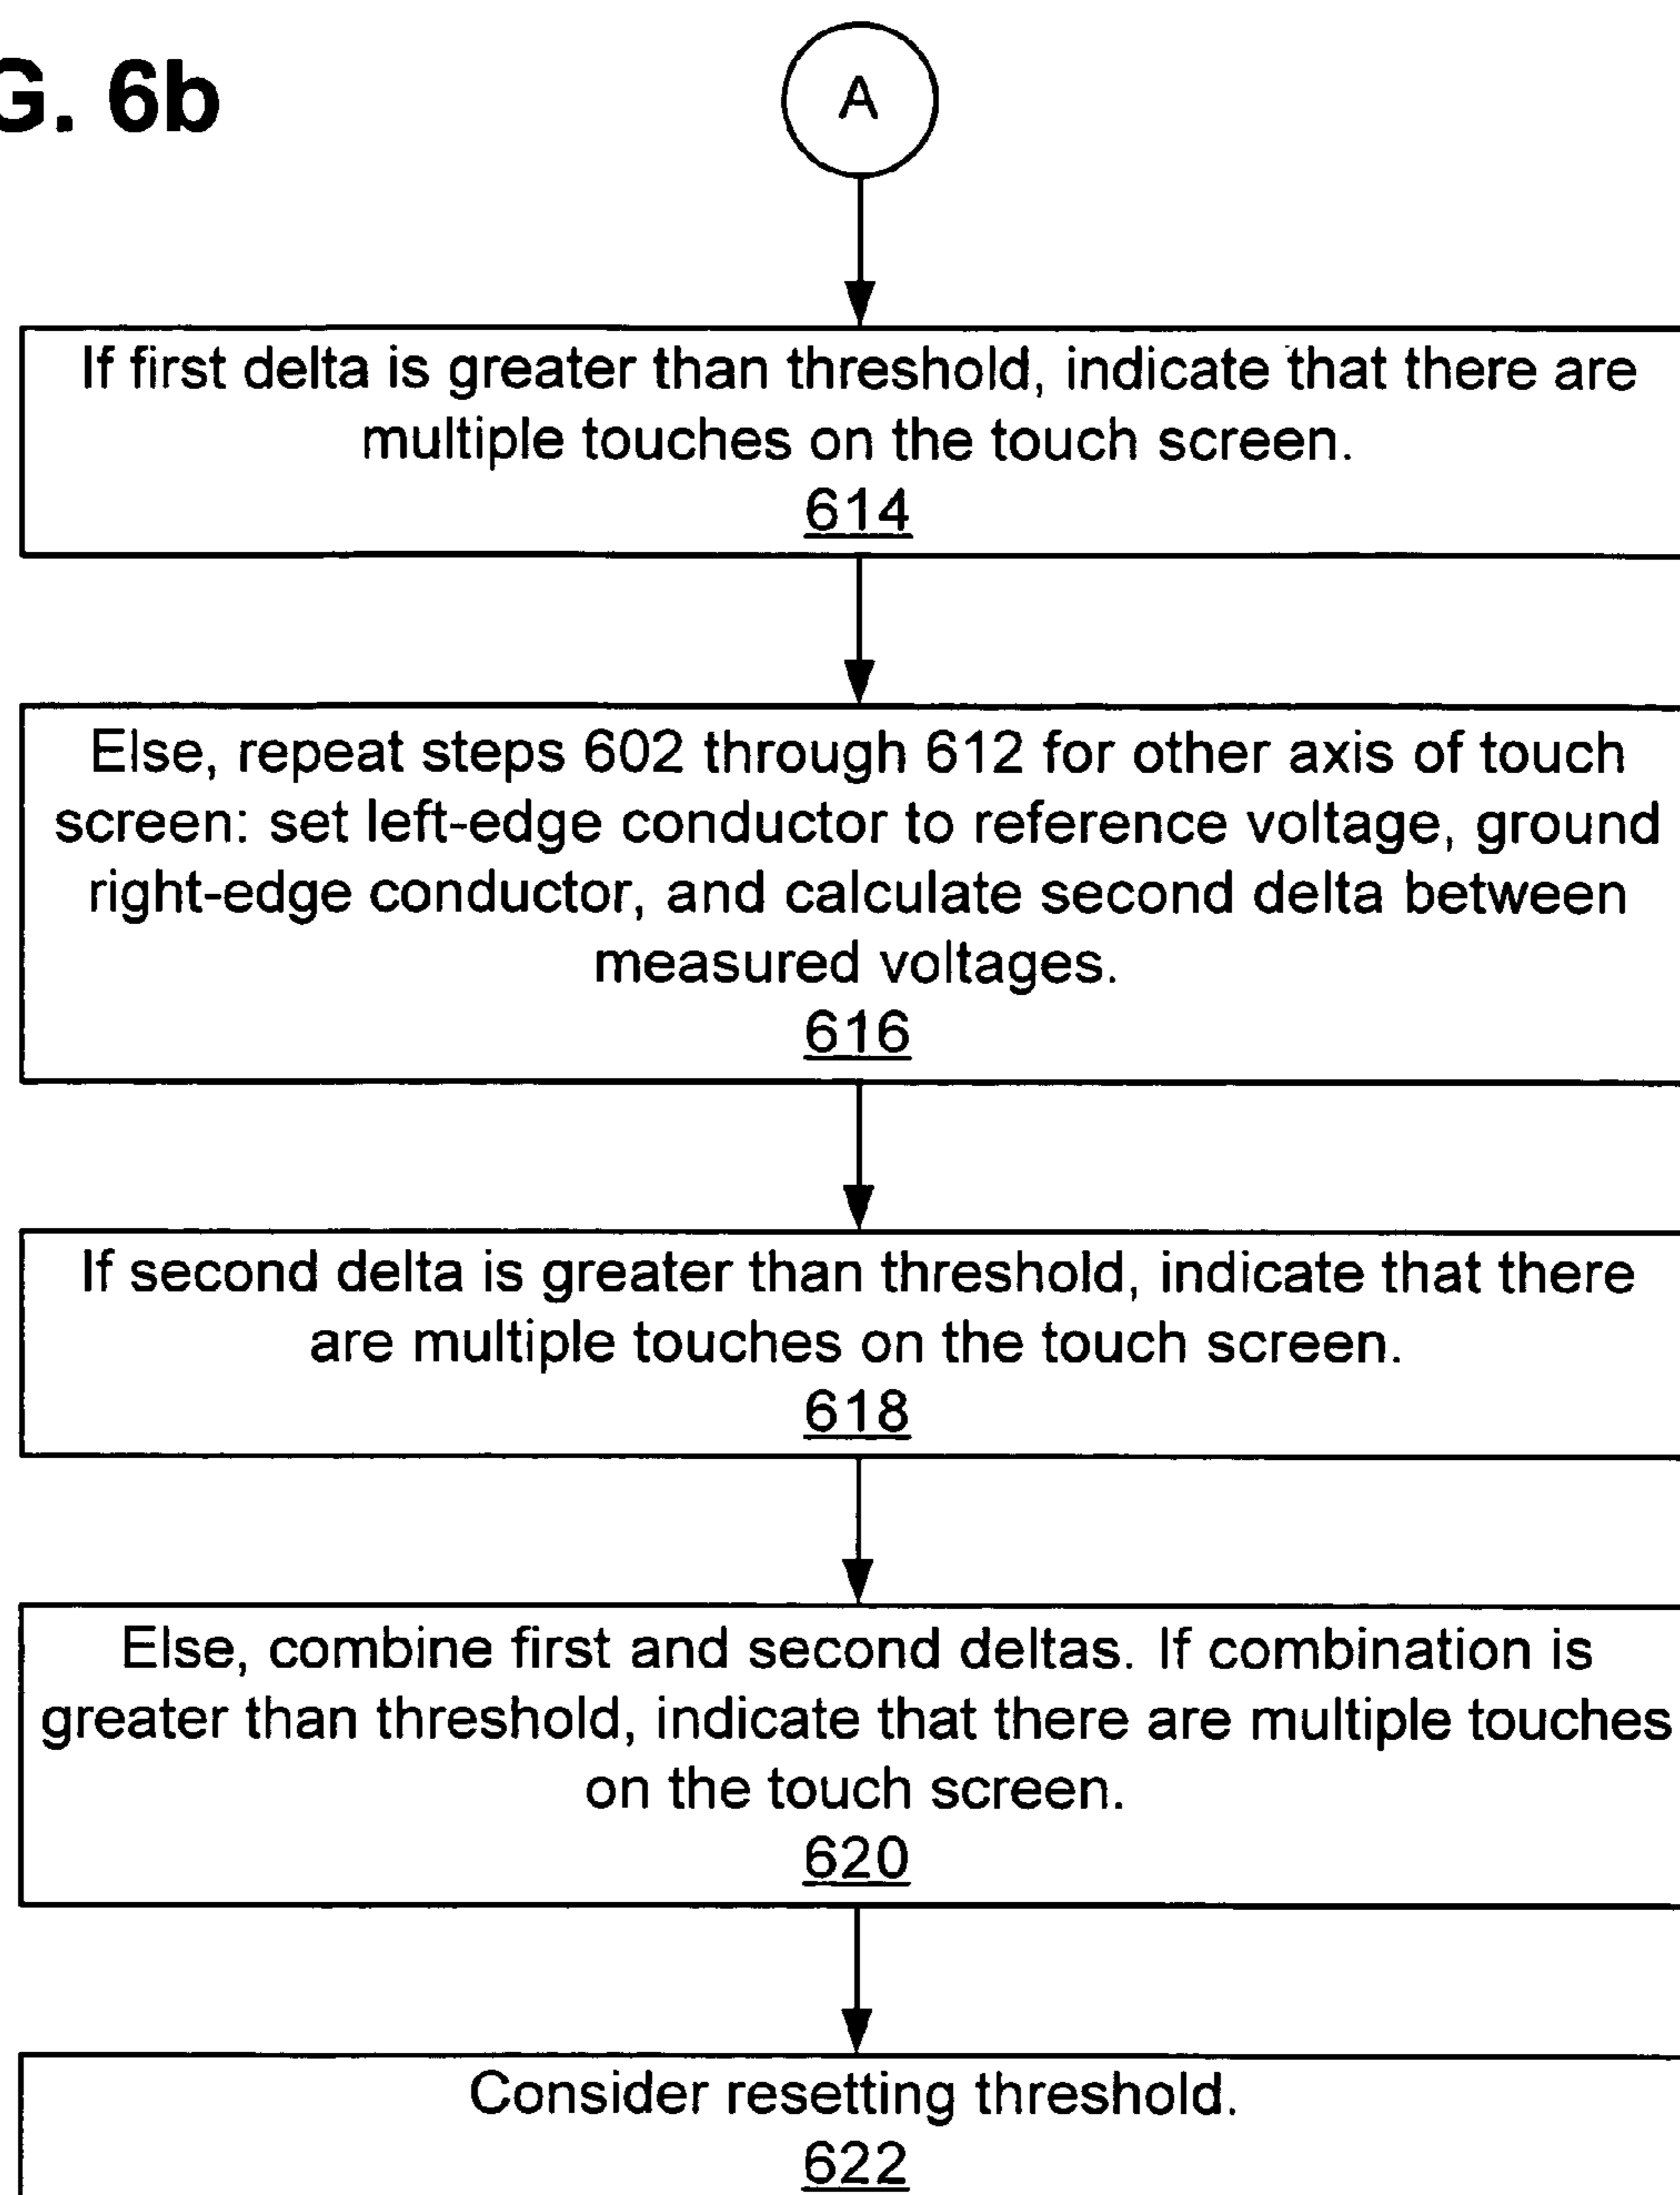 G. 6b
A
If first delta is greater than threshold, indicate that there are
multiple touches on the touch screen.
614
Else, repeat steps 602 through 612 for other axis of touch
screen: set left-edge conductor to reference voltage, ground
right-edge conductor, and calculate second delta between
measured voltages.
616
If second delta is greater than threshold, indicate that there
are multiple touches on the touch screen.
618
Else, combine first and second deltas. If combination is
greater than threshold, indicate that there are multiple touches
on the touch screen.
620
Consider resetting threshold.
622